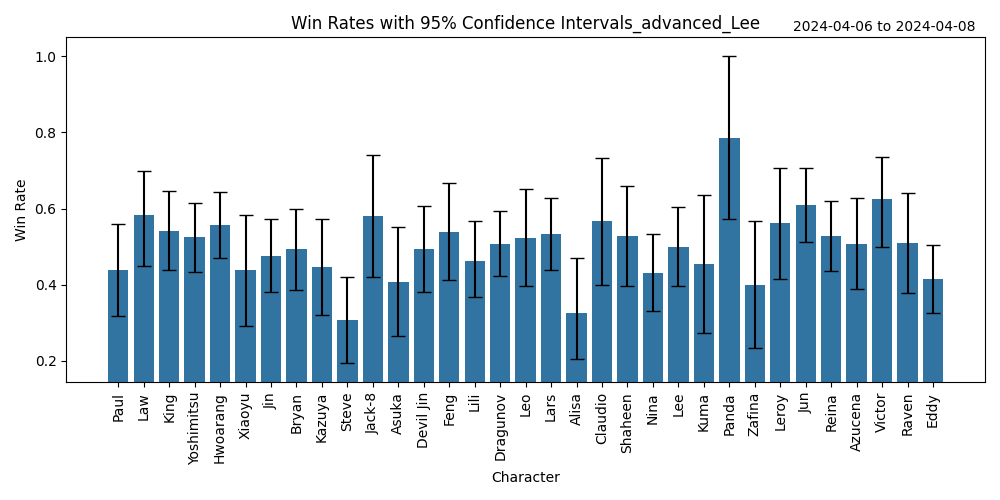 Win Rates with 95% Confidence Intervals_advanced_Lee
2024-04-06 to 2024-04-08
Win Rate
1.0
0.8
0.6
0.4
0.2
Paul
Law
King
Yoshimitsu
Hwoarang
Xiaoyu
Jin
Bryan
Kazuya
Steve
Jack-8
Asuka
Devil Jin
Feng
Lili
Dragunov
Leo
Lars
Alisa
Claudio
Shaheen
Nina
Lee
Kuma
Panda
Zafina
Leroy
Jun
Reina
Azucena
Victor
Raven
Eddy
Character